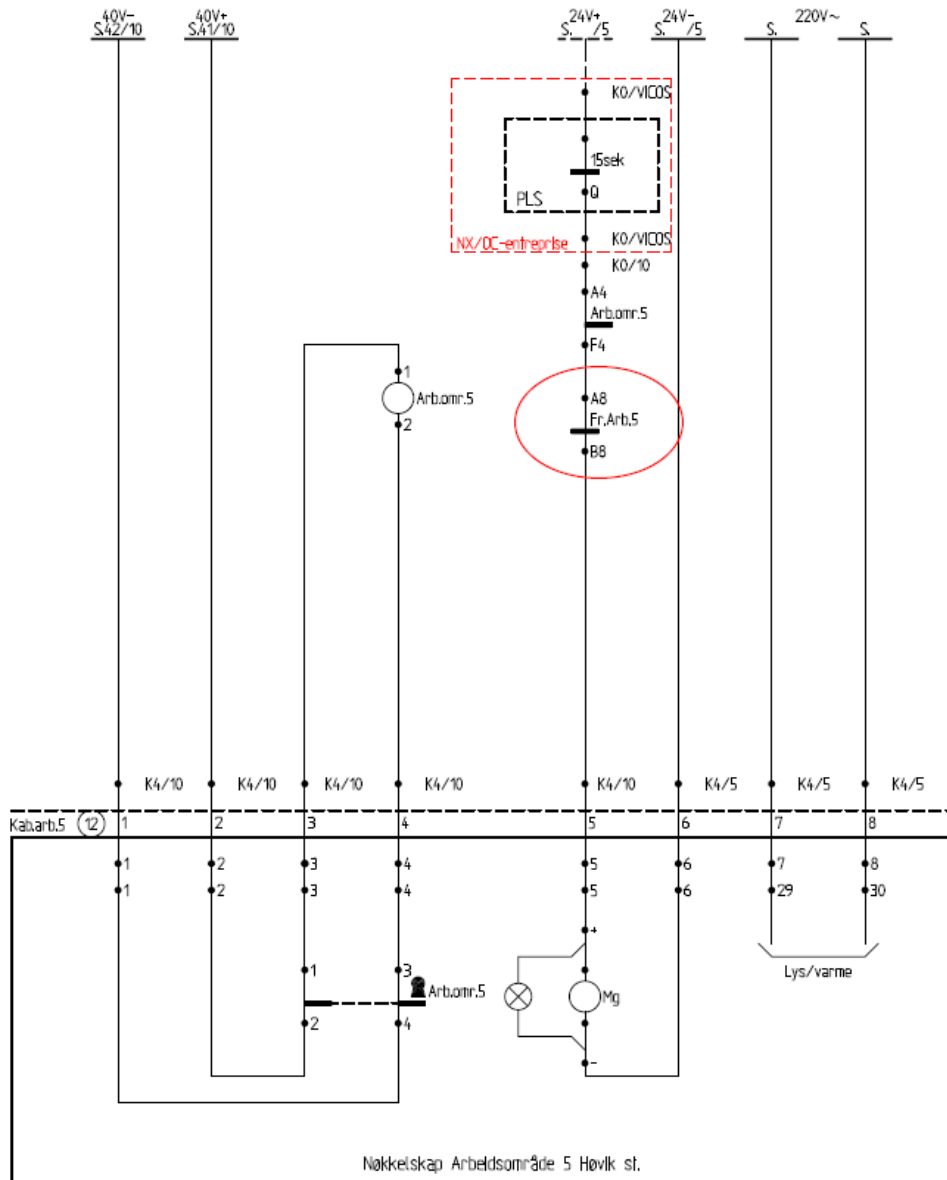 40V- 40V+ 24V+ 24V- 220V~
S.42/10 S.41/10 S. /5 S. /5 S. S.
K0/VICOS
15sek
PLS Q
NX/OC-entreprise K0/VICOS
K0/10
A4
Arb.omr.5
F4
1
Arb.omr.5
2
A8
Fr.Arb.5
B8
K4/10 K4/10 K4/10 K4/10 K4/10 K4/5 K4/5 K4/5
Kab.arb.5 12 1 2 3 4 5 6 7 8
1 2 3 4 5 6 7 8
1 2 3 4 5 6 29 30
+
Lys/varme
1 3
Arb.omr.5
Mg
2 4
-
Nøkkelskap Arbeidsområde 5 Høvik st.